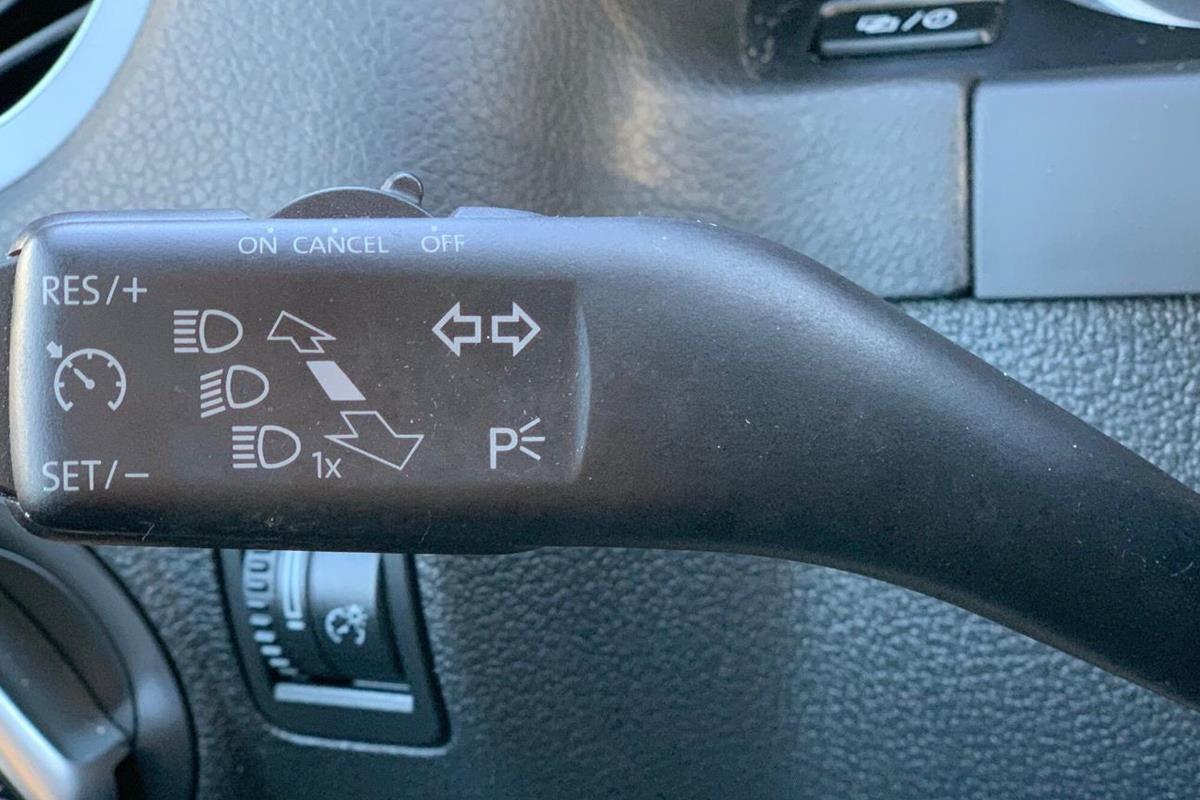 ON CANCEL OFF
RES/+
SET/−
1x
P